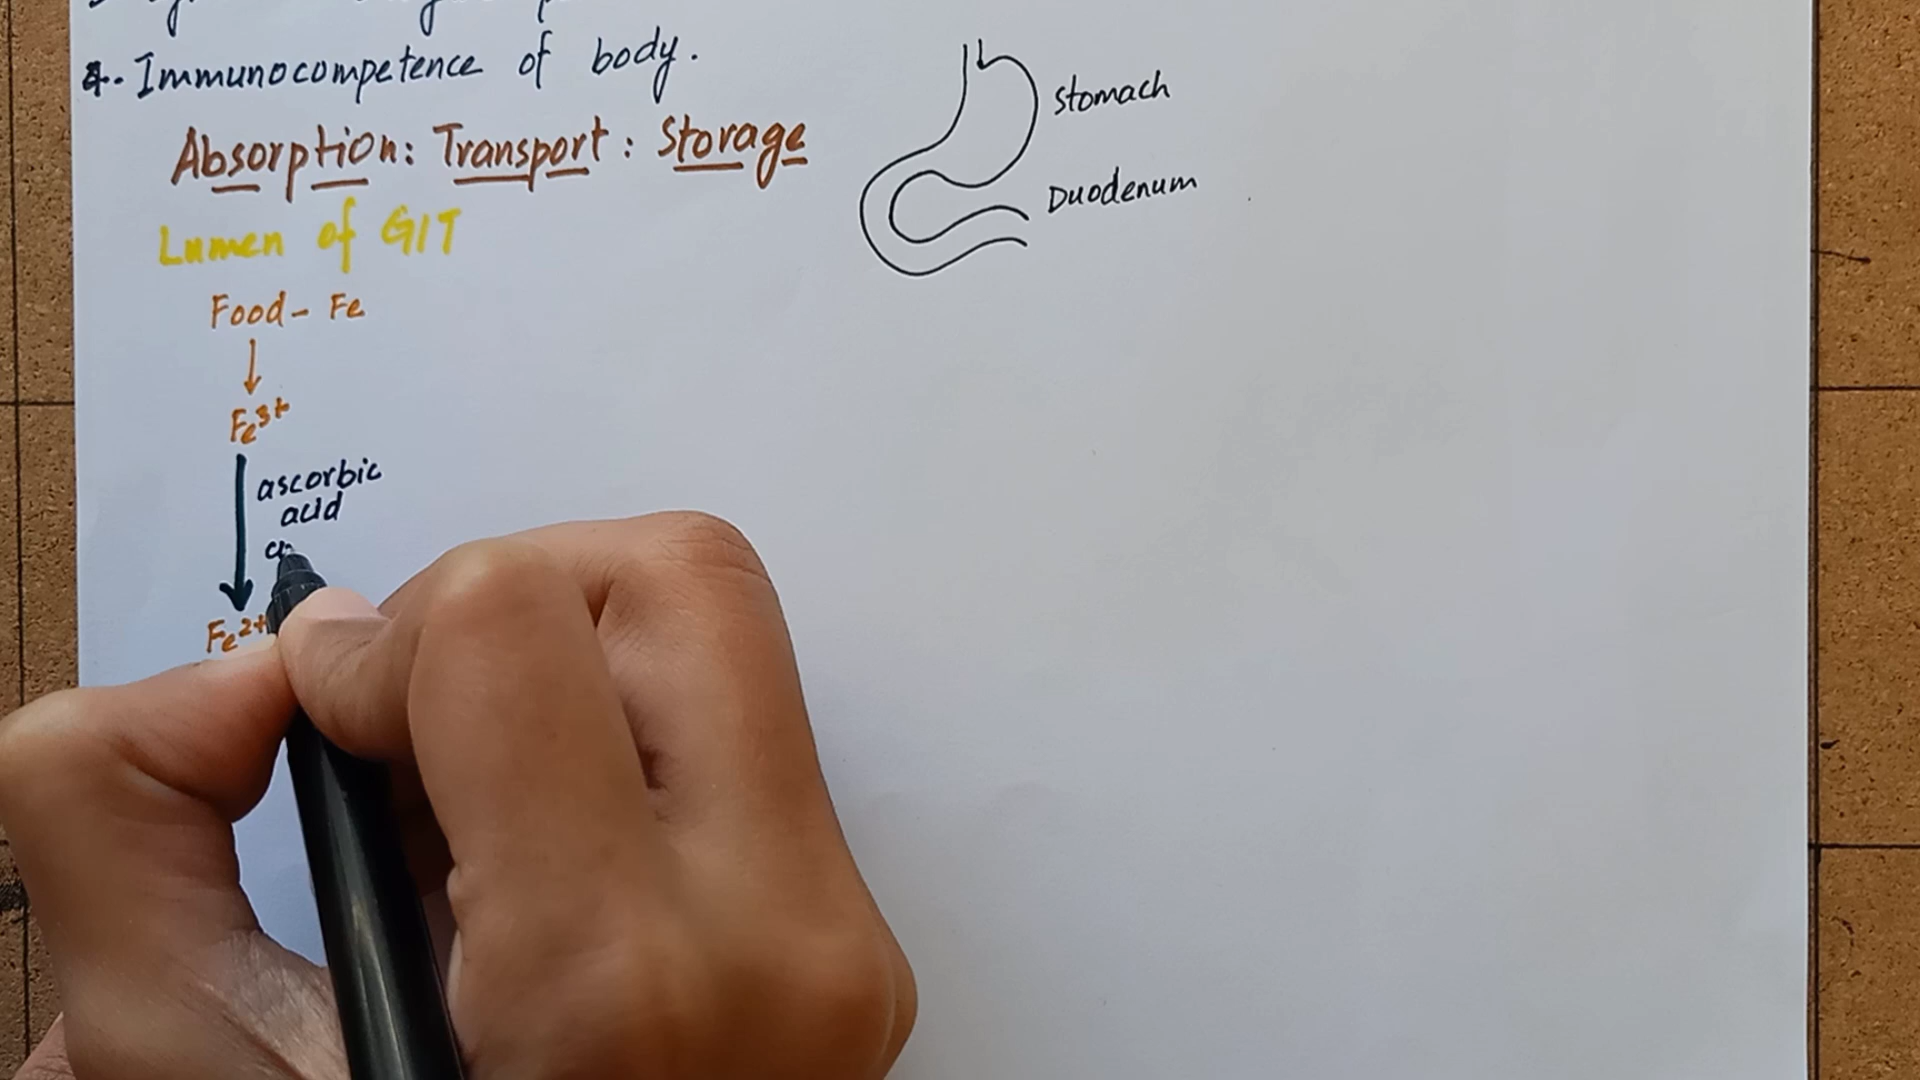 4. Immunocompetence of body.
Absorption: Transport: Storage
Lumen of GIT
Food - Fe
Fe3+
ascorbic
acid
Fe2+
Stomach
Duodenum